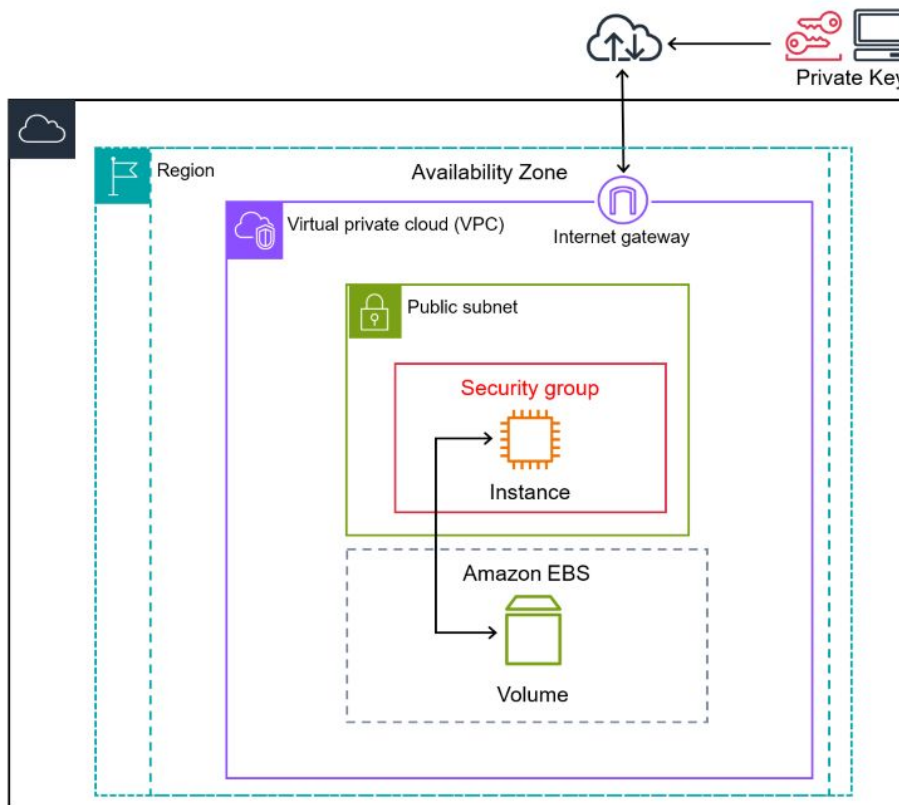 Private Key
Region
Availability Zone
Virtual private cloud (VPC)
Internet gateway
Public subnet
Security group
Instance
Amazon EBS
Volume